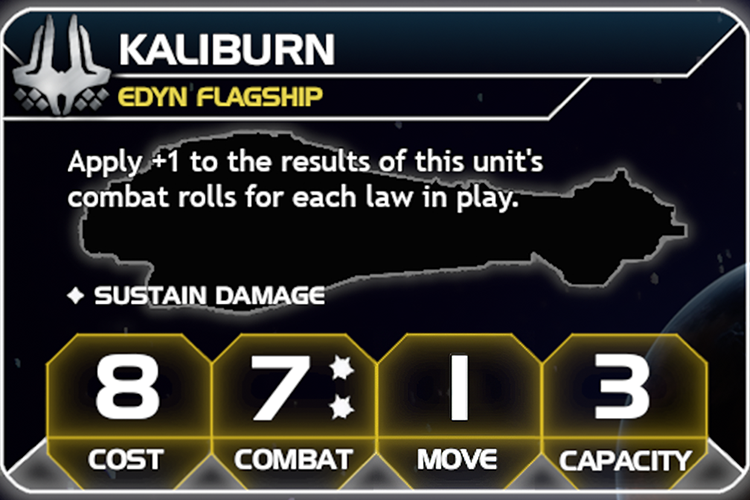 KALIBURN
EDYN FLAGSHIP
Apply +1 to the results of this unit's
combat rolls for each law in play.
SUSTAIN DAMAGE
8 7 1 3
COST COMBAT MOVE CAPACITY